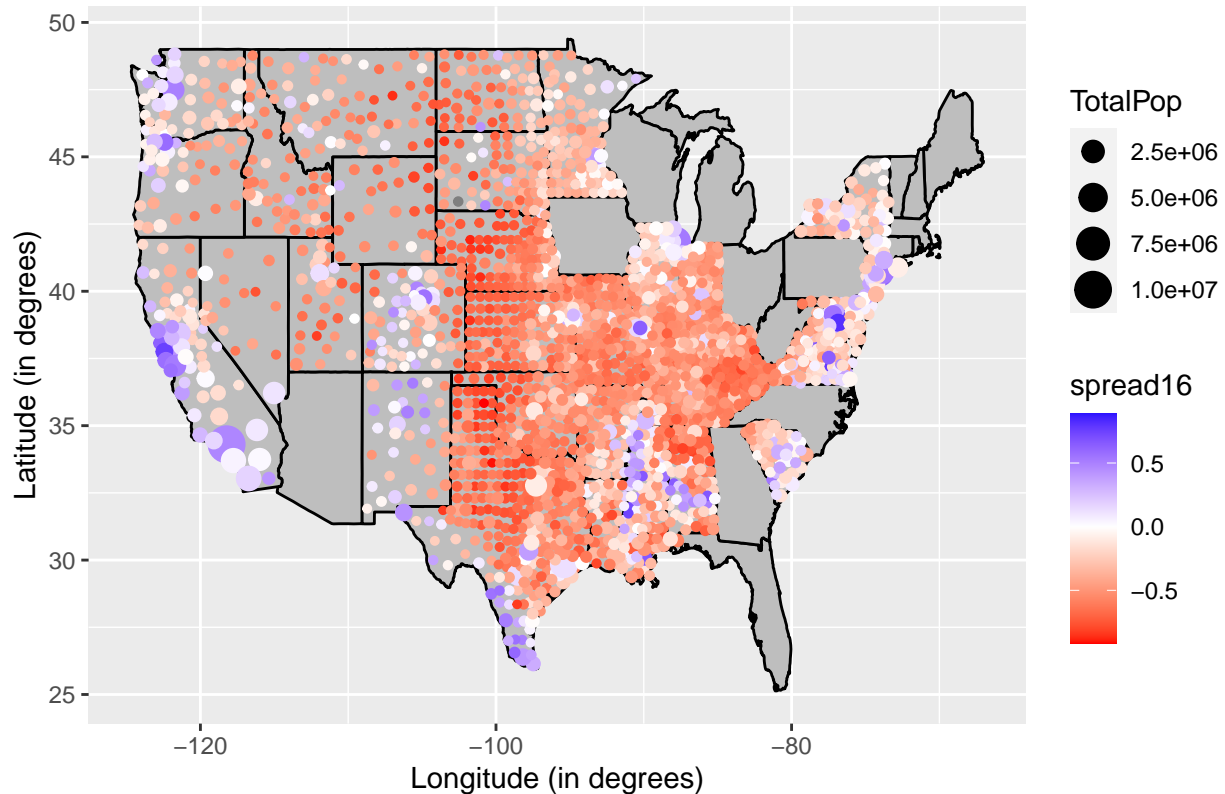 50
45
40
35
30
25
Latitude (in degrees)
−120
−100
−80
Longitude (in degrees)
TotalPop
2.5e+06
5.0e+06
7.5e+06
1.0e+07
spread16
0.5
0.0
−0.5